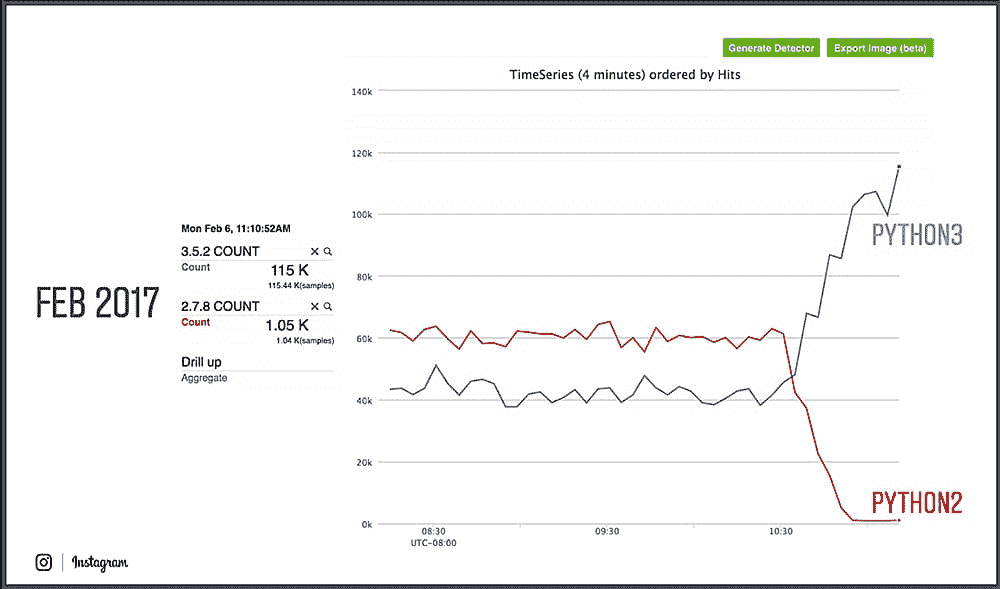 Generate Detector Export Image (beta)
TimeSeries (4 minutes) ordered by Hits
140k
120k
100k
80k
60k
40k
20k
0k
08:30
UTC-08:00
09:30
10:30
PYTHON3
PYTHON2
FEB 2017
Mon Feb 6, 11:10:52AM
3.5.2 COUNT
Count 115 K
115.44 K(samples)
2.7.8 COUNT
Count 1.05 K
1.04 K(samples)
Drill up
Aggregate
Instagram